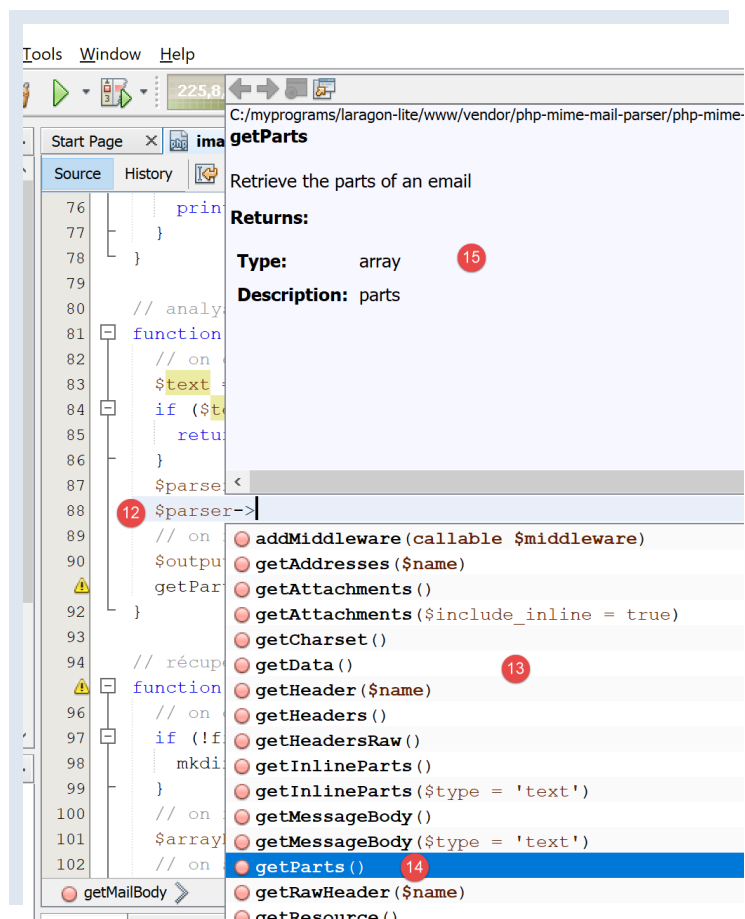 Tools Window Help
225,8
Start Page X ima
Source History
C:/myprograms/laragon-lite/www/vendor/php-mime-mail-parser/php-mime-
getParts
Retrieve the parts of an email
Returns:
Type: array 15
Description: parts
76 prin
77 }
78 }
79
80 // analy
81 function
82 // on
83 $text =
84 if ($te
85 retu
86 }
87 $parse
12
88 $parser->
89 // on
90 $outpu
getPar
92 }
93
94 // récup
function
96 // on
97 if (!f
98 mkdi
99 }
100 // on
101 $array
102 // on
getMailBody
addMiddleware(callable $middleware)
getAddresses($name)
getAttachments()
getAttachments($include_inline = true)
getCharset()
getData() 13
getHeader($name)
getHeaders()
getHeadersRaw()
getInlineParts()
getInlineParts($type = 'text')
getMessageBody()
getMessageBody($type = 'text')
getParts() 14
getRawHeader($name)
getResource()